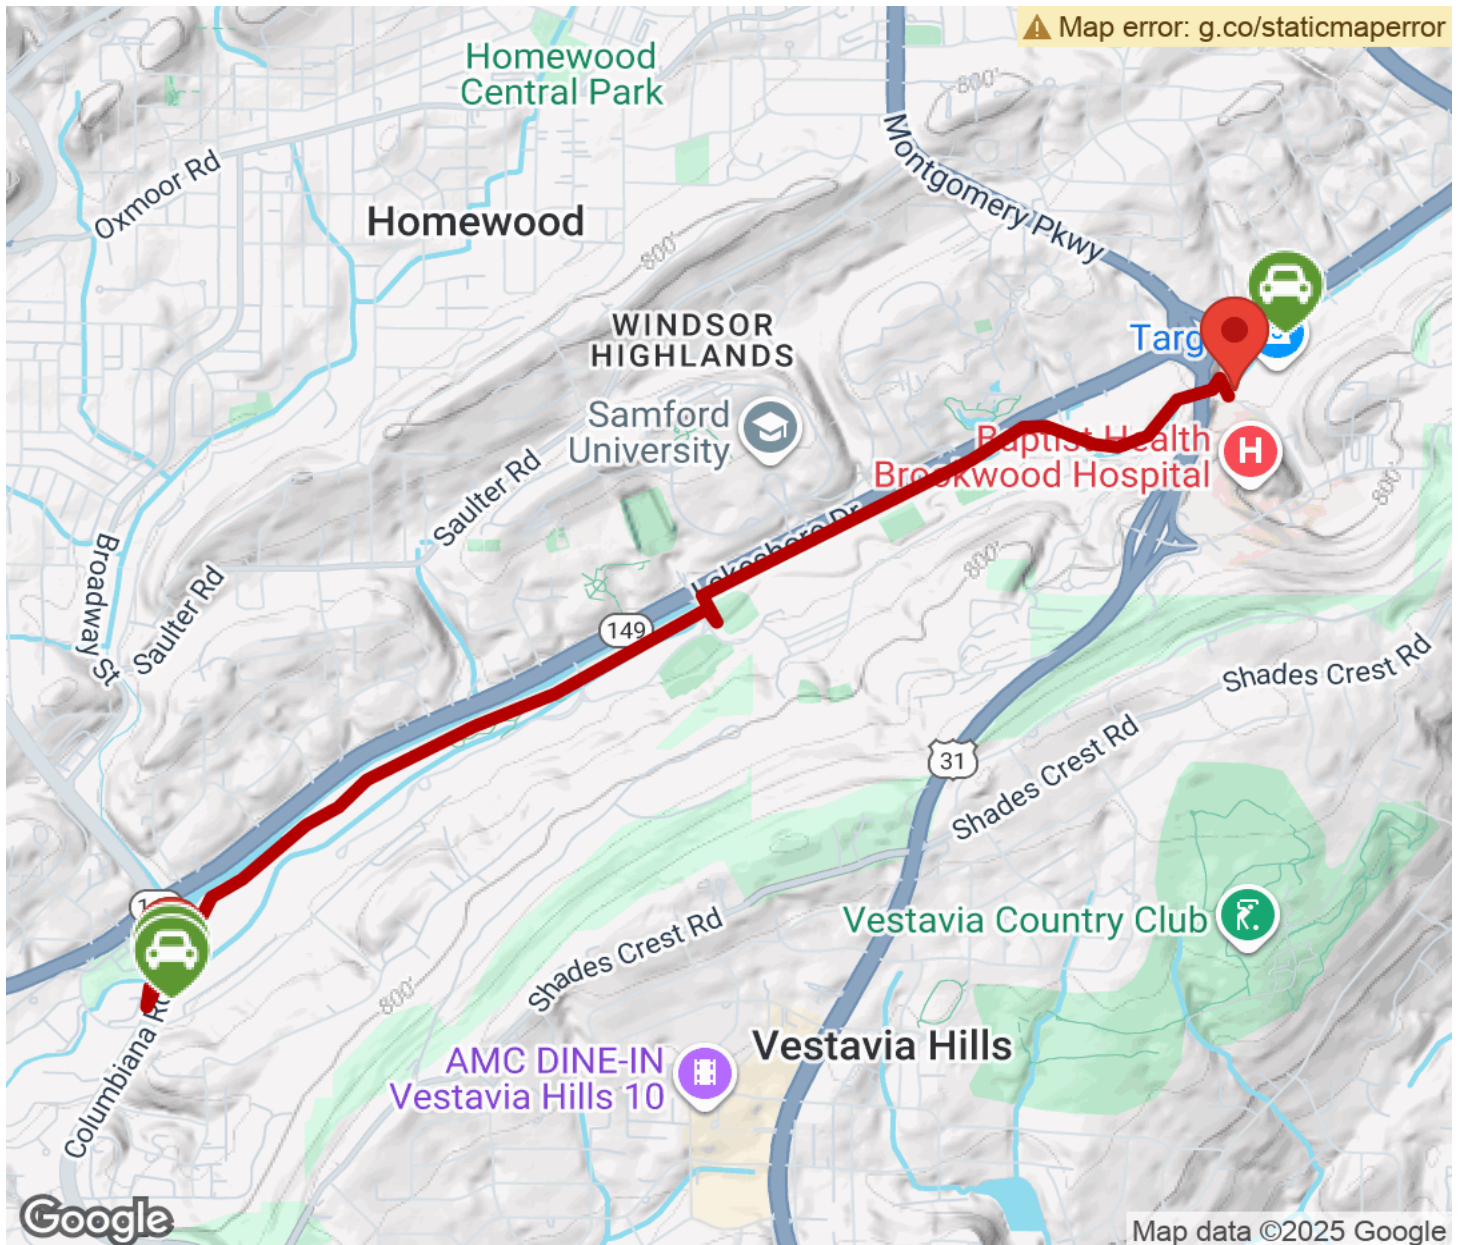 Map error: g.co/staticmaperror
Homewood
Central Park
800'
Montgomery Pkwy
Oxmoor Rd
Homewood
800'
WINDSOR
HIGHLANDS
Targ
Samford
University
Baptist Health
Brookwood Hospital
H
Saulter Rd
800'
Lakeshore Dr
800'
Broadway St
Saulter Rd
149
Shades Crest Rd
31
Shades Crest Rd
Vestavia Country Club
Shades Crest Rd
800'
Columbiana Rd
AMC DINE-IN
Vestavia Hills 10
Vestavia Hills
Google
Map data ©2025 Google